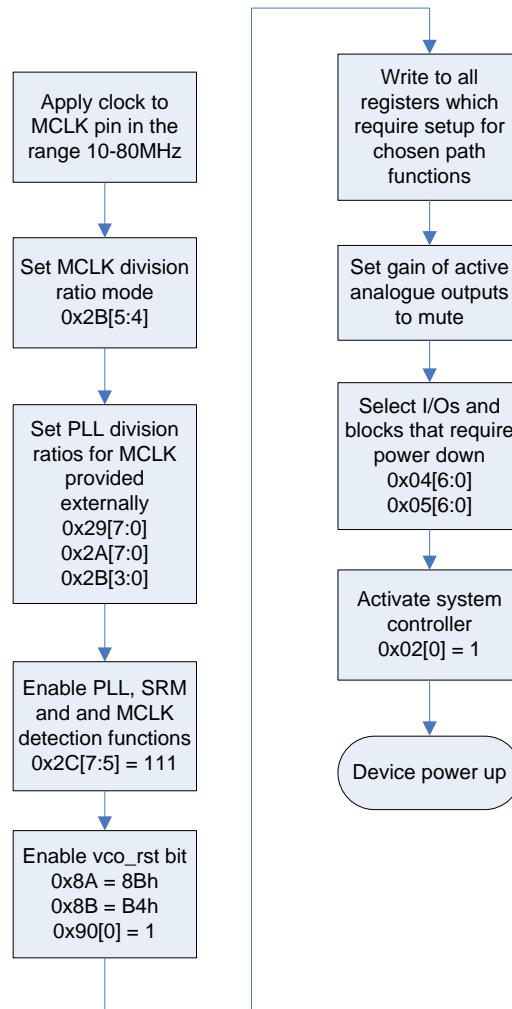 Apply clock to
MCLK pin in the
range 10-80MHz
Set MCLK division
ratio mode
0x2B[5:4]
Set PLL division
ratios for MCLK
provided
externally
0x29[7:0]
0x2A[7:0]
0x2B[3:0]
Enable PLL, SRM
and and MCLK
detection functions
0x2C[7:5] = 111
Enable vco_rst bit
0x8A = 8Bh
0x8B = B4h
0x90[0] = 1
Write to all
registers which
require setup for
chosen path
functions
Set gain of active
analogue outputs
to mute
Select I/Os and
blocks that require
power down
0x04[6:0]
0x05[6:0]
Activate system
controller
0x02[0] = 1
Device power up